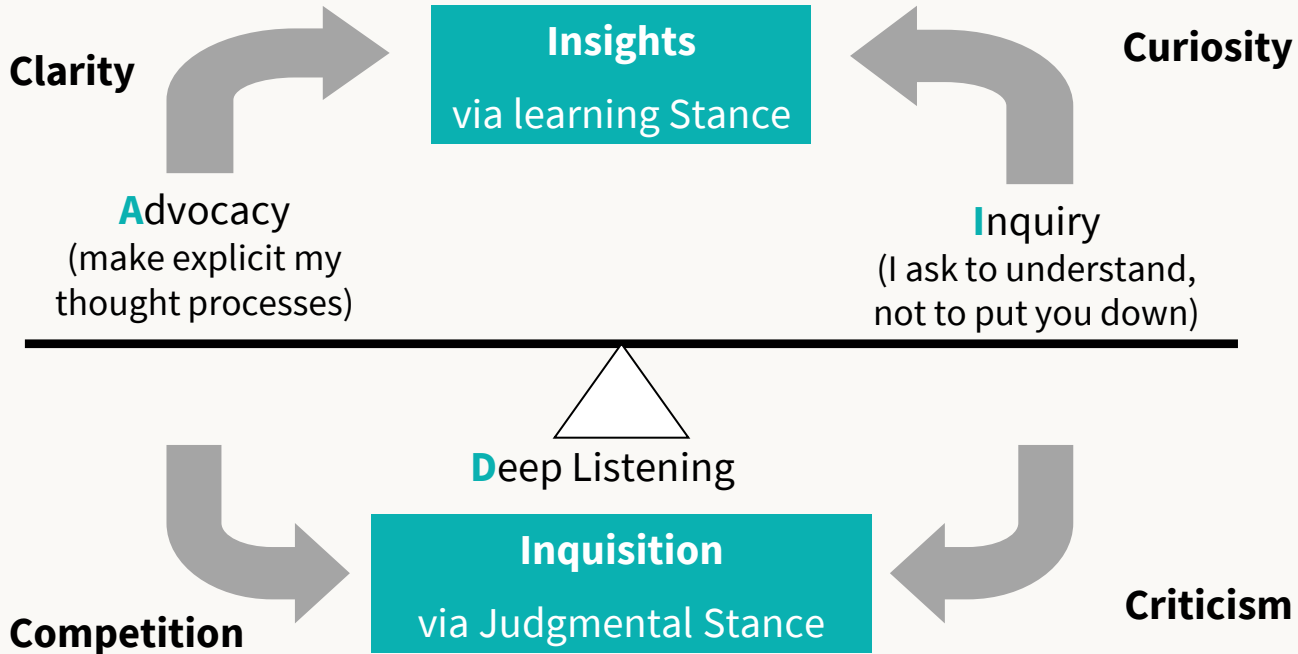 Clarity
Insights
via learning Stance
Curiosity
Advocacy
(make explicit my
thought processes)
Inquiry
(I ask to understand,
not to put you down)
Deep Listening
Competition
Inquisition
via Judgmental Stance
Criticism